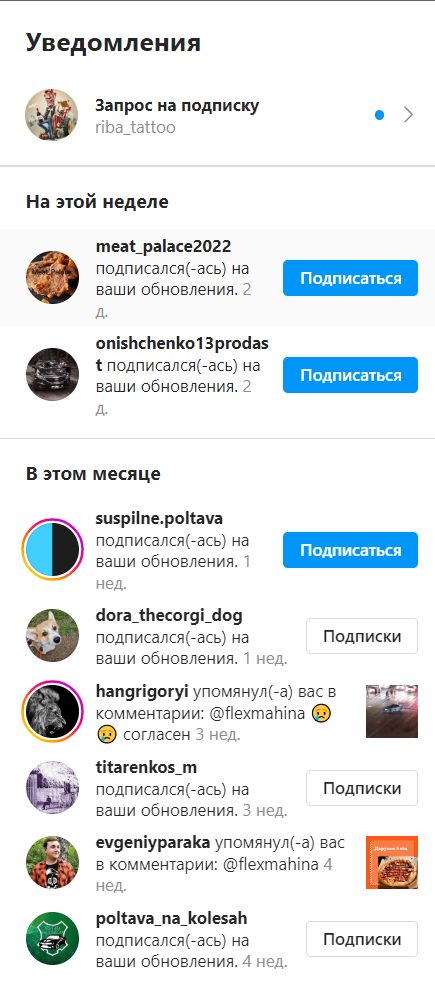 Уведомления
Запрос на подписку
riba_tattoo
На этой неделе
meat_palace2022
подписался(-ась) на
ваши обновления. 2
д.
Подписаться
onishchenko13prodas
t подписался(-ась) на
ваши обновления. 2
д.
Подписаться
В этом месяце
suspilne.poltava
подписался(-ась) на
ваши обновления. 1
нед.
Подписаться
dora_thecorgi_dog
подписался(-ась) на
ваши обновления. 1 нед.
Подписки
hangrigoryi упомянул(-а) вас в
комментарии: @flexmahina 😢
😢 согласен 3 нед.
titarenkos_m
подписался(-ась) на
ваши обновления. 3 нед.
Подписки
evgeniyparaka упомянул(-а) вас
в комментарии: @flexmahina 4
нед.
poltava_na_kolesah
подписался(-ась) на
ваши обновления. 4 нед.
Подписки